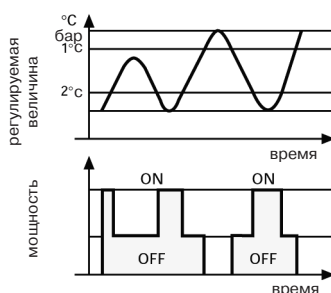 °C
бар
1°c
регулируемая
величина
2°c
время
мощность
ON
ON
OFF
OFF
время